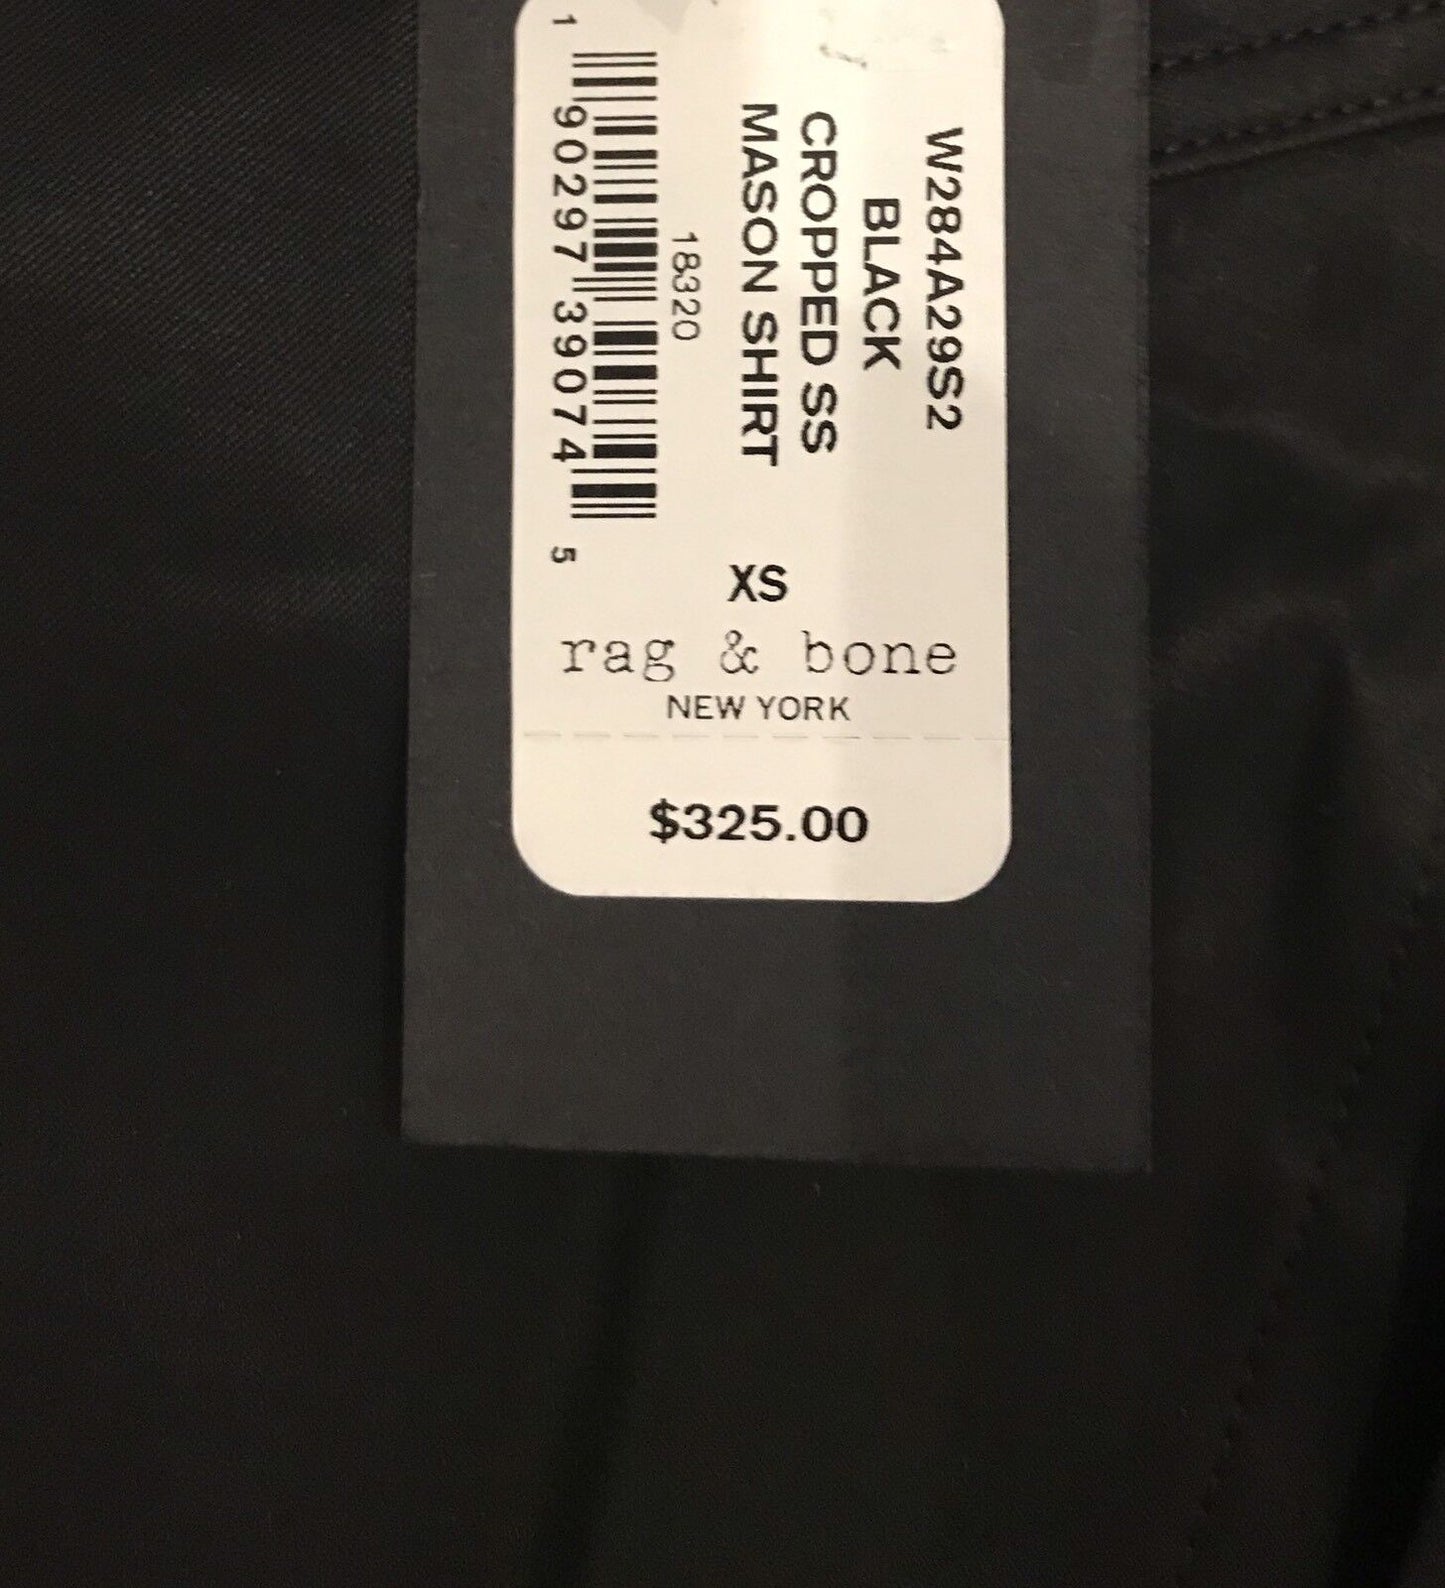 W284A29S2
BLACK
CROPPED SS
MASON SHIRT
18320
1 90297 39074 5
XS
rag & bone
NEW YORK
$325.00